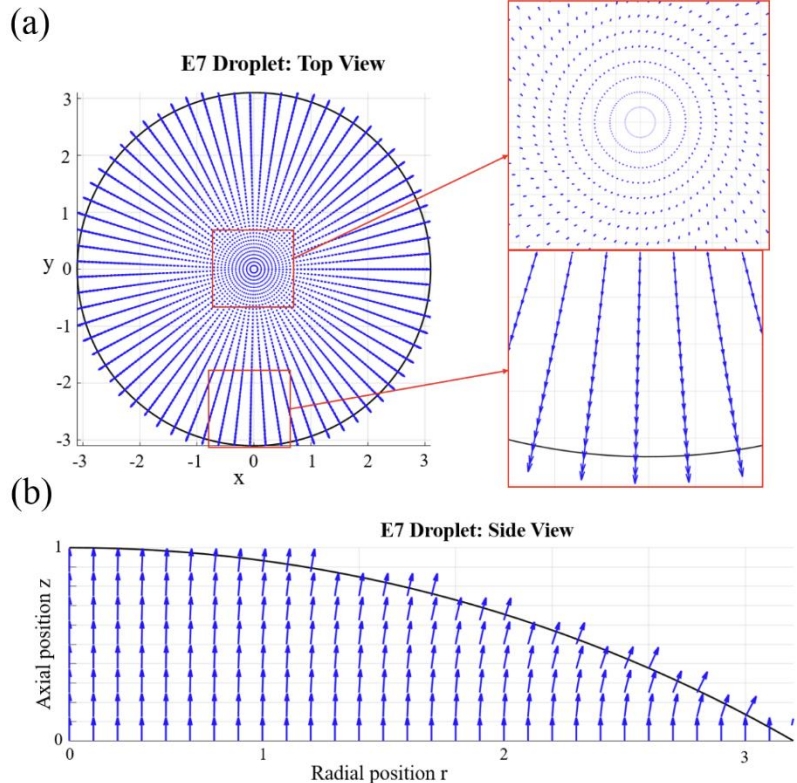 (a)
E7 Droplet: Top View
3
2
1
y 0
-1
-2
-3
-3 -2 -1 0 1 2 3
x
(b)
E7 Droplet: Side View
1
Axial position z
0
0 1 2 3
Radial position r